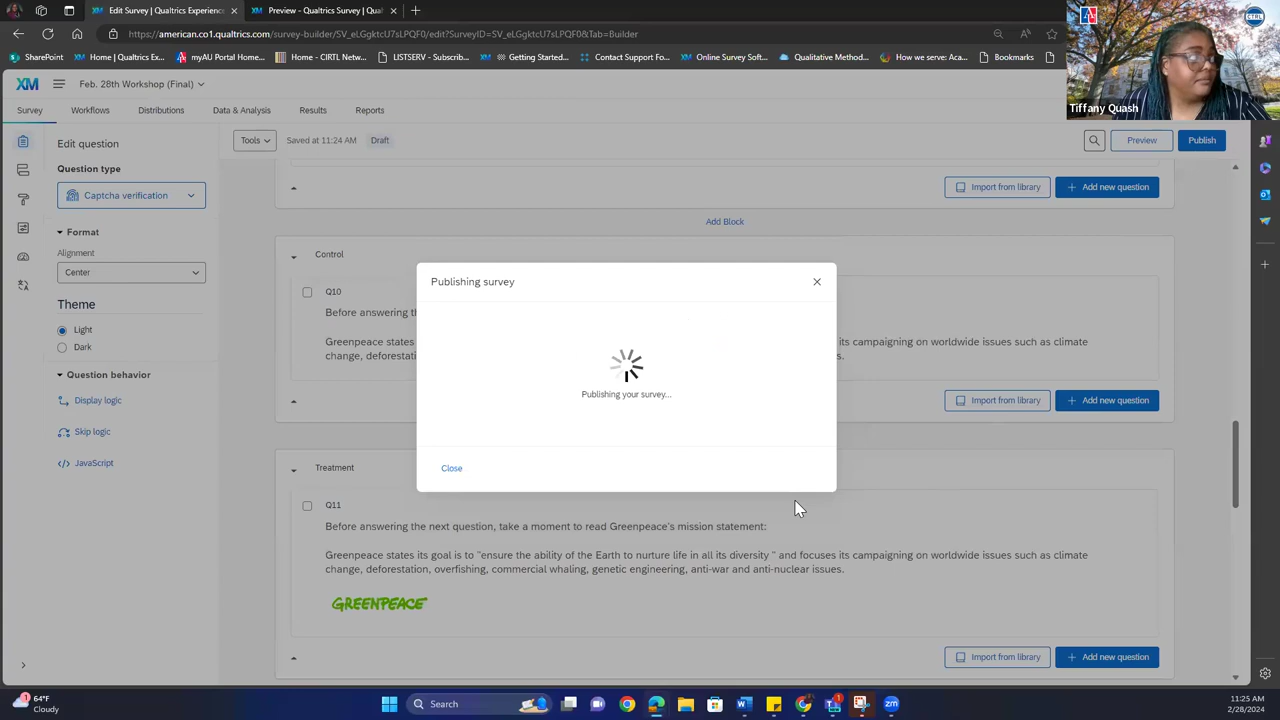 Edit Survey | Qualtrics Experience
Preview - Qualtrics Survey | Qua
https://american.co1.qualtrics.com/survey-builder/
SharePoint
Home | Qualtrics
myAU Portal Home...
Home - CIRTL Netw...
LISTSERV - Subscrib...
Getting Started...
Contact Support Fo...
Online Survey Soft...
Qualitative Method...
How we serve: Aca...
Bookmarks
CTRL
Tiffany Quash
XM
Feb. 28th Workshop (Final)
Survey
Workflows
Distributions
Data & Analysis
Results
Reports
Edit question
Question type
Captcha verification
Format
Alignment
Center
Theme
Light
Dark
Question behavior
Display logic
Skip logic
JavaScript
Tools
Saved at 11:24 AM
Draft
Preview
Publish
Import from library
Add new question
Add Block
Control
Q10
Before answering th
Greenpeace states it
its campaigning on worldwide issues such as climate
change, deforestatio
s.
Import from library
Add new question
Publishing survey
Publishing your survey...
Close
Treatment
Q11
Before answering the next question, take a moment to read Greenpeace's mission statement:
Greenpeace states its goal is to "ensure the ability of the Earth to nurture life in all its diversity " and focuses its campaigning on worldwide issues such as climate
change, deforestation, overfishing, commercial whaling, genetic engineering, anti-war and anti-nuclear issues.
GREENPEACE
Import from library
Add new question
64°F
Cloudy
Search
11:25 AM
2/28/2024